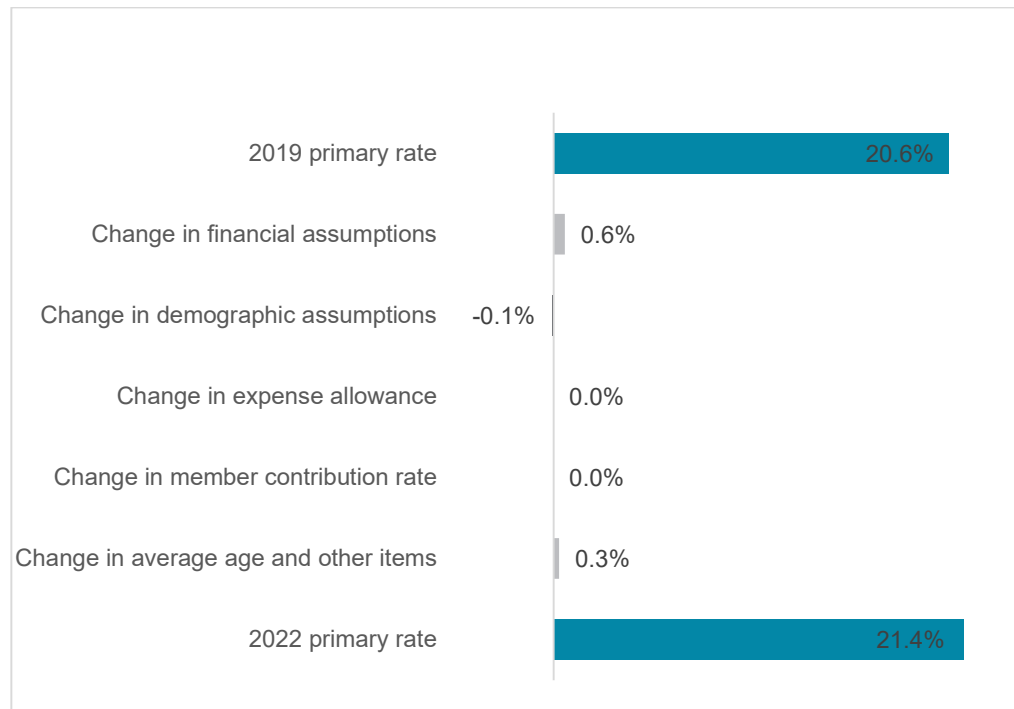 2019 primary rate
20.6%
Change in financial assumptions
0.6%
Change in demographic assumptions
-0.1%
Change in expense allowance
0.0%
Change in member contribution rate
0.0%
Change in average age and other items
0.3%
2022 primary rate
21.4%